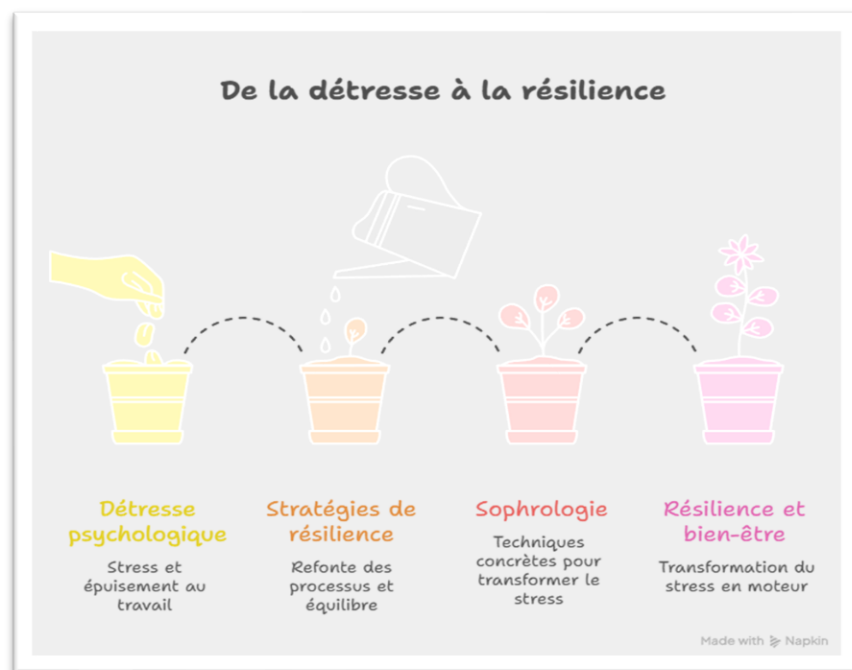 De la détresse à la résilience
Détresse
psychologique
Stress et
épuisement au
travail
Stratégies de
résilience
Refonte des
processus et
équilibre
Sophrologie
Techniques
concrètes pour
transformer le
stress
Résilience et
bien-être
Transformation du
stress en moteur
Made with Napkin